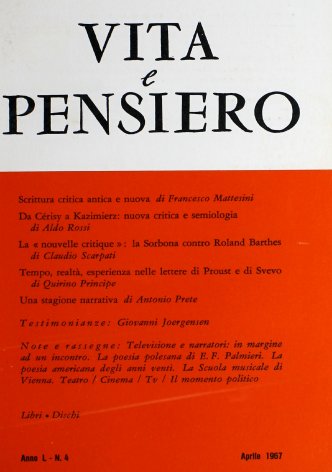 VITA
e
PENSIERO
Scrittura critica antica e nuova di Francesco Mattesini
Da Cérisy a Kazimierz: nuova critica e semiologia
di Aldo Rossi
La « nouvelle critique » : la Sorbona contro Roland Barthes
di Claudio Scarpati
Tempo, realtà, esperienza nelle lettere di Proust e di Svevo
di Quirino Principe
Una stagione narrativa di Antonio Prete
Testimonianze: Giovanni Joergensen
Note e rassegne: Televisione e narratori: in margine
ad un incontro. La poesia polesana di E. F. Palmieri. La
poesia americana degli anni venti. La Scuola musicale di
Vienna. Teatro / Cinema / Tv / Il momento politico
Libri • Dischi
Anno L - N. 4
Aprile 1967